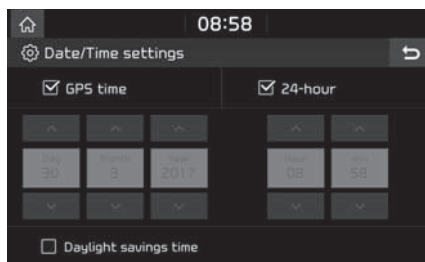 08:58
Date/Time settings
GPS time 24-hour
Day Month Year Hour Min
30 3 2017 08 58
Daylight savings time